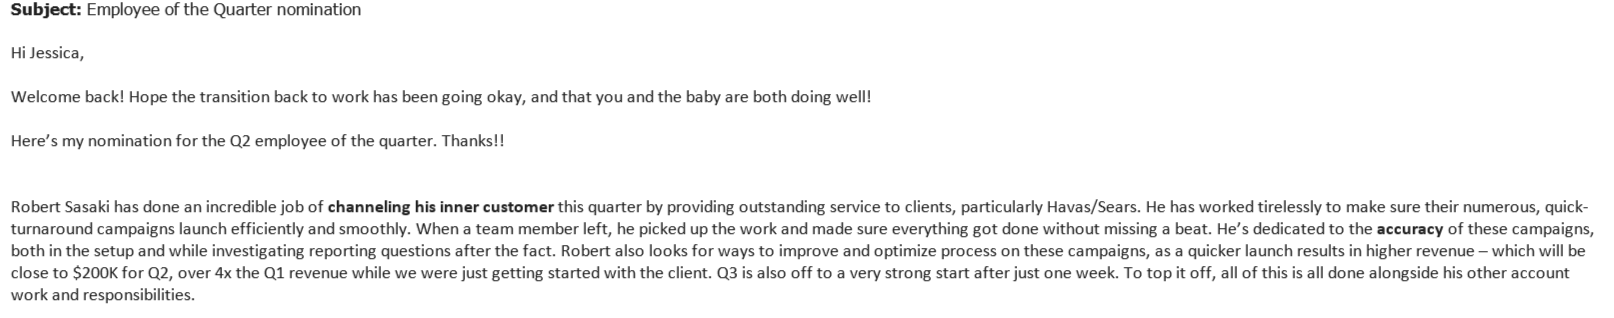 Subject: Employee of the Quarter nomination
Hi Jessica,
Welcome back! Hope the transition back to work has been going okay, and that you and the baby are both doing well!
Here’s my nomination for the Q2 employee of the quarter. Thanks!!
Robert Sasaki has done an incredible job of channeling his inner customer this quarter by providing outstanding service to clients, particularly Havas/Sears. He has worked tirelessly to make sure their numerous, quick-
turnaround campaigns launch efficiently and smoothly. When a team member left, he picked up the work and made sure everything got done without missing a beat. He’s dedicated to the accuracy of these campaigns,
both in the setup and while investigating reporting questions after the fact. Robert also looks for ways to improve and optimize process on these campaigns, as a quicker launch results in higher revenue – which will be
close to $200K for Q2, over 4x the Q1 revenue while we were just getting started with the client. Q3 is also off to a very strong start after just one week. To top it off, all of this is all done alongside his other account
work and responsibilities.